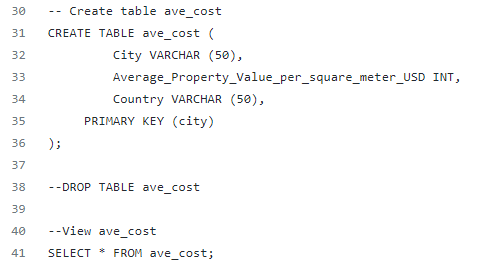 30 -- Create table ave_cost
31 CREATE TABLE ave_cost (
32 City VARCHAR (50),
33 Average_Property_Value_per_square_meter_USD INT,
34 Country VARCHAR (50),
35 PRIMARY KEY (city)
36 );
37
38 --DROP TABLE ave_cost
39
40 --View ave_cost
41 SELECT * FROM ave_cost;